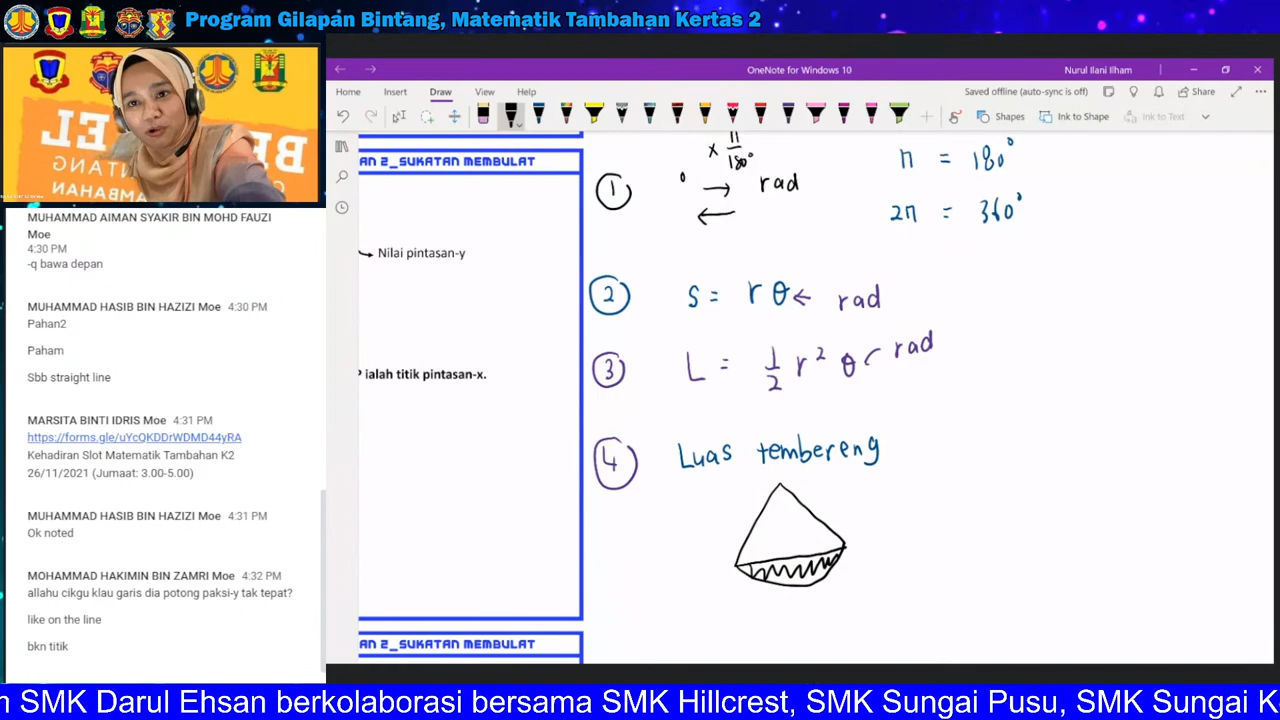 Program Gilapan Bintang, Matematik Tambahan Kertas 2
OneNote for Windows 10
Nurul Ilani Ilham
Home Insert Draw View Help
Saved offline (auto-sync is off)
Share
Shapes
Ink to Shape
Ink to Text
MUHAMMAD AIMAN SYAKIR BIN MOHD FAUZI
Moe
4:30 PM
-q bawa depan
MUHAMMAD HASIB BIN HAZIZI Moe 4:30 PM
Pahan2
Paham
Sbb straight line
MARSITA BINTI IDRIS Moe 4:31 PM
https://forms.gle/uYcQKDDrWDMD44yRA
Kehadiran Slot Matematik Tambahan K2
26/11/2021 (Jumaat: 3.00-5.00)
MUHAMMAD HASIB BIN HAZIZI Moe 4:31 PM
Ok noted
MOHAMMAD HAKIMIN BIN ZAMRI Moe 4:32 PM
allahu cikgu klau garis dia potong paksi-y tak tepat?
like on the line
bkn titik
AN 2_SUKATAN MEMBULAT
Nilai pintasan-y
P ialah titik pintasan-x.
AN 2_SUKATAN MEMBULAT
x π/180°
① ° → rad
←
π = 180°
2π = 360°
② s = rθ ← rad
③ L = 1/2 r² θ rad
④ Luas tembereng
SMK Darul Ehsan berkolaborasi bersama SMK Hillcrest, SMK Sungai Pusu, SMK Sungai K